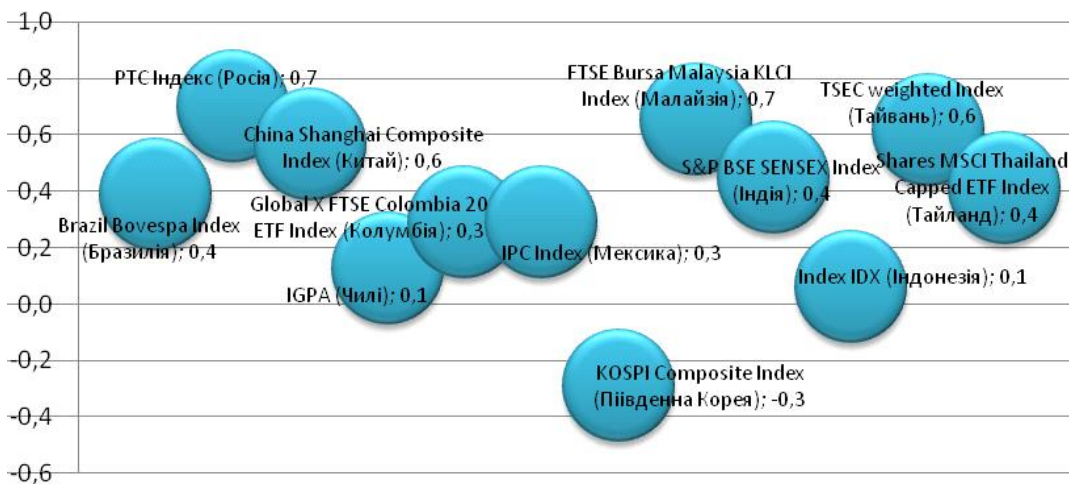 1,0
0,8
0,6
0,4
0,2
0,0
-0,2
-0,4
-0,6
РТС Індекс (Росія); 0,7
China Shanghai Composite
Index (Китай); 0,6
Brazil Bovespa Index
(Бразилія); 0,4
Global X FTSE Colombia 20
ETF Index (Колумбія); 0,3
IGPA (Чилі); 0,1
IPC Index (Мексика); 0,3
KOSPI Composite Index
(Піівденна Корея); -0,3
FTSE Bursa Malaysia KLCI
Index (Малайзія); 0,7
S&P BSE SENSEX Index
(Індія); 0,4
TSEC weighted Index
(Тайвань); 0,6
Shares MSCI Thailand
Capped ETF Index
(Тайланд); 0,4
Index IDX (Індонезія); 0,1